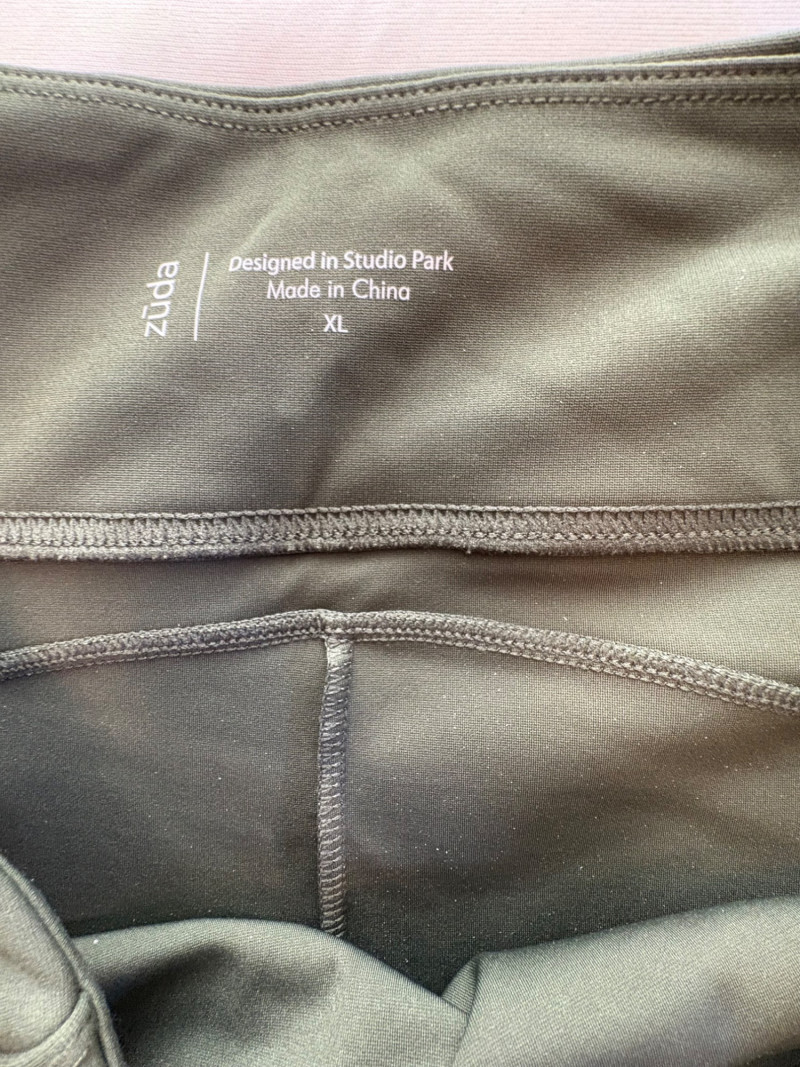 zūda
Designed in Studio Park
Made in China
XL